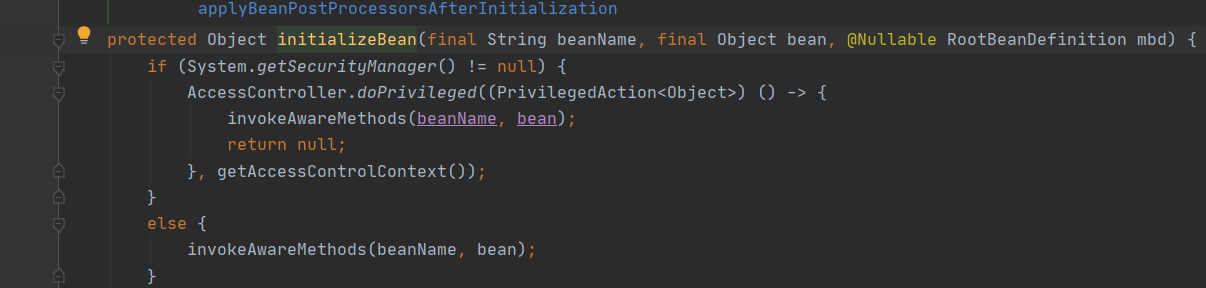 applyBeanPostProcessorsAfterInitialization
protected Object initializeBean(final String beanName, final Object bean, @Nullable RootBeanDefinition mbd) {
if (System.getSecurityManager() != null) {
AccessController.doPrivileged((PrivilegedAction<Object>) () -> {
invokeAwareMethods(beanName, bean);
return null;
}, getAccessControlContext());
}
else {
invokeAwareMethods(beanName, bean);
}